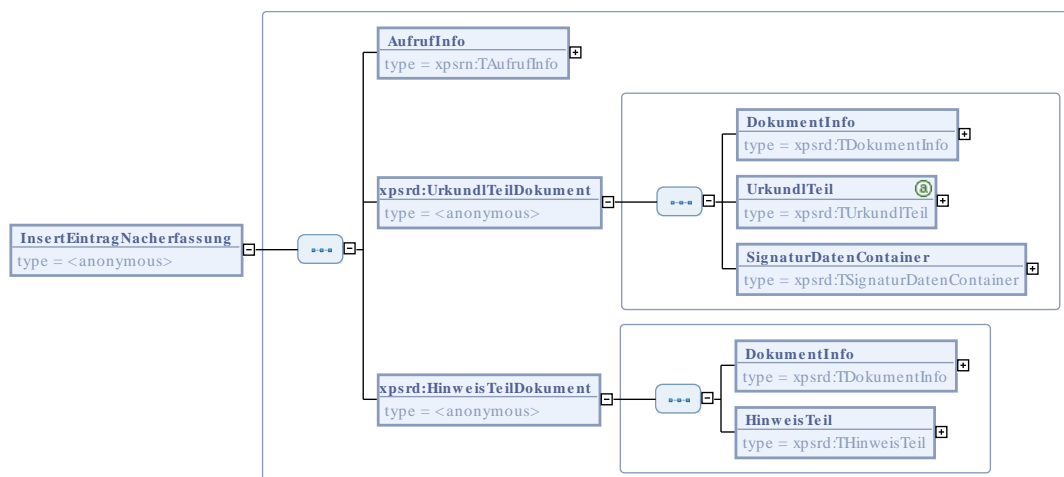 AufrufInfo
type = xpsrn:TAufrufInfo
DokumentInfo
type = xpsrd:TDokumentInfo
xpsrd:UrkundlTeilDokument
type = <anonymous>
UrkundlTeil
a
type = xpsrd:TUrkundlTeil
InsertEintragNacherfassung
type = <anonymous>
SignaturDatenContainer
type = xpsrd:TSignaturDatenContainer
DokumentInfo
type = xpsrd:TDokumentInfo
xpsrd:HinweisTeilDokument
type = <anonymous>
HinweisTeil
type = xpsrd:THinweisTeil